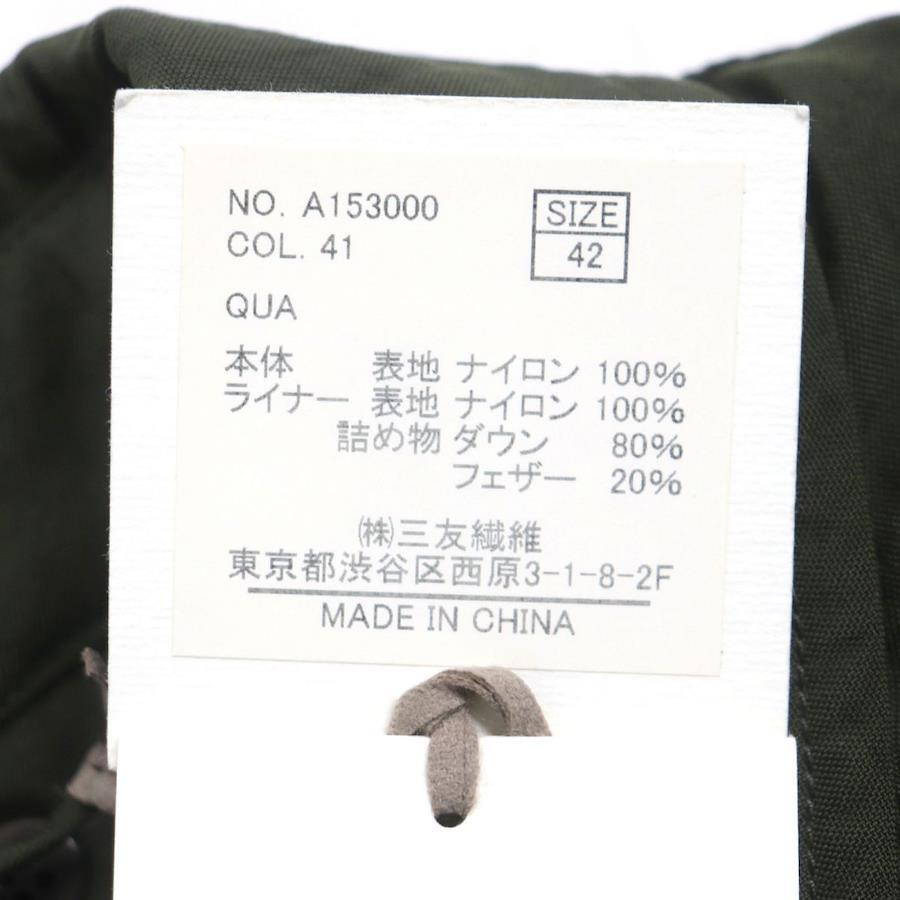 NO. A153000
COL. 41
SIZE
42
QUA
本体 表地 ナイロン 100%
ライナー 表地 ナイロン 100%
詰め物 ダウン 80%
フェザー 20%
㈱三友繊維
東京都渋谷区西原3-1-8-2F
MADE IN CHINA